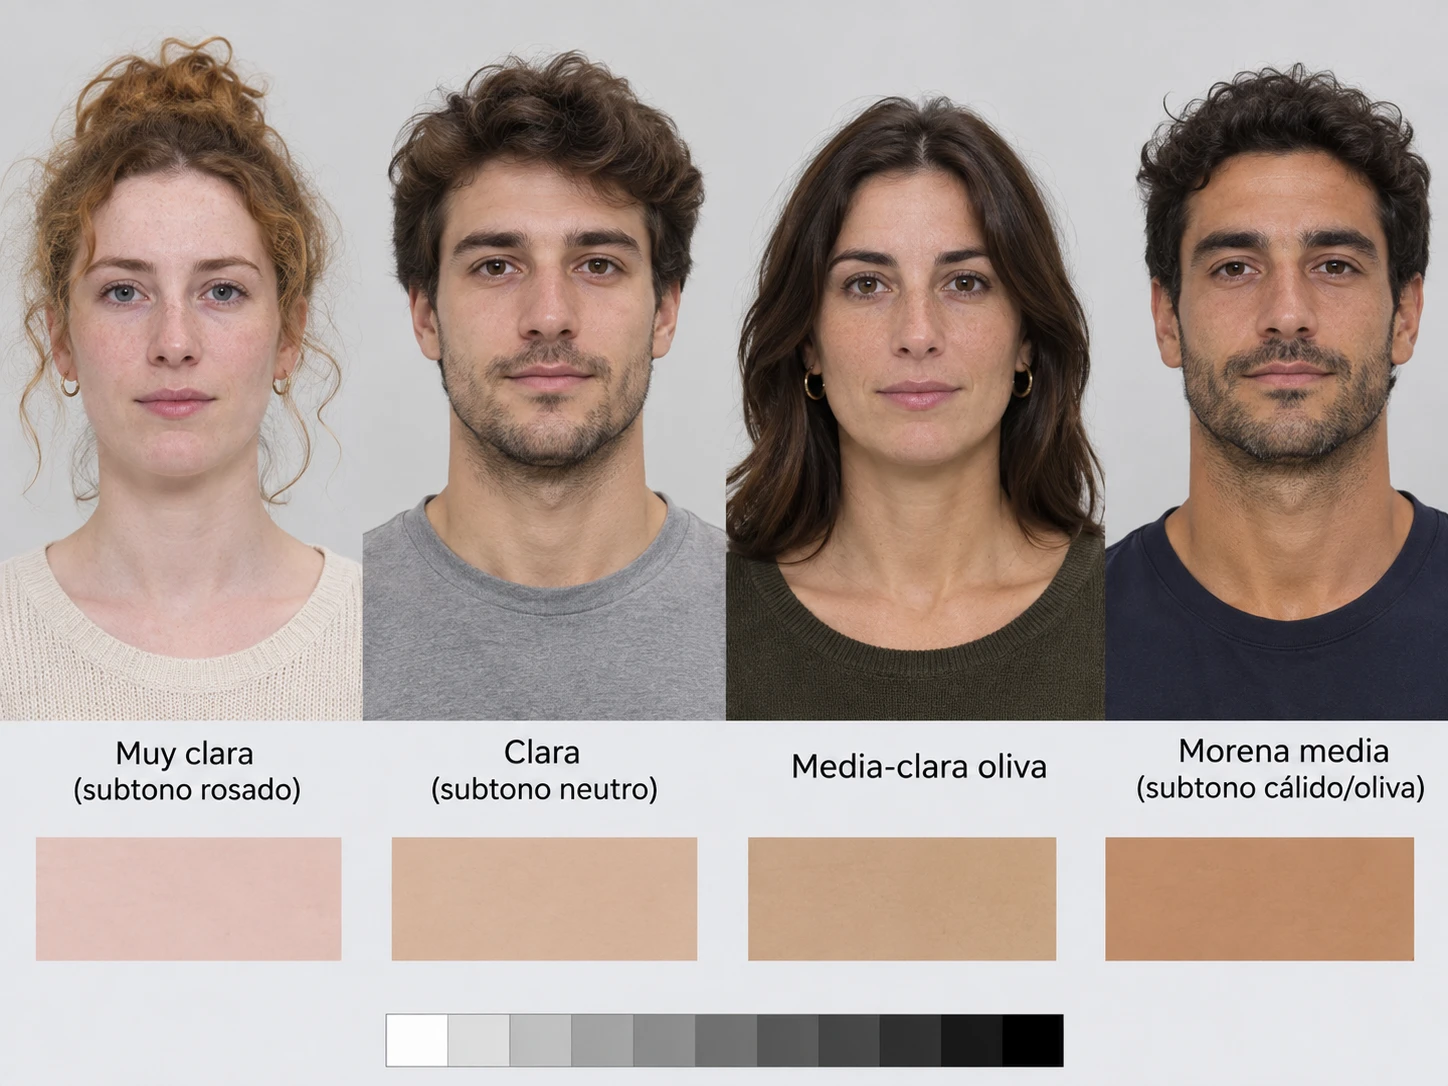 Muy clara
(subtono rosado)
Clara
(subtono neutro)
Media-clara oliva
Morena media
(subtono cálido/oliva)